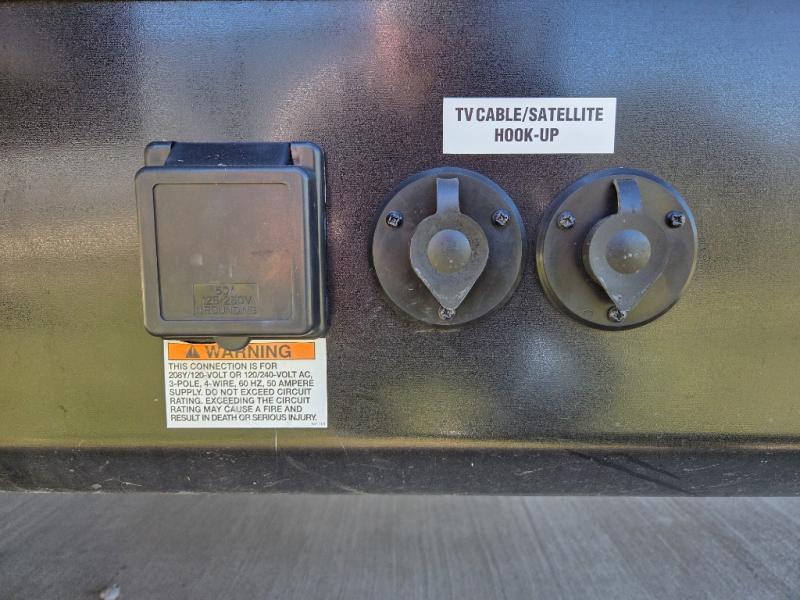 TV CABLE/SATELLITE
HOOK-UP
50A
125/250V
GROUNDING
WARNING
THIS CONNECTION IS FOR
208Y/120-VOLT OR 120/240-VOLT AC,
3-POLE, 4-WIRE, 60 HZ, 50 AMPERE
SUPPLY. DO NOT EXCEED CIRCUIT
RATING. EXCEEDING THE CIRCUIT
RATING MAY CAUSE A FIRE AND
RESULT IN DEATH OR SERIOUS INJURY.